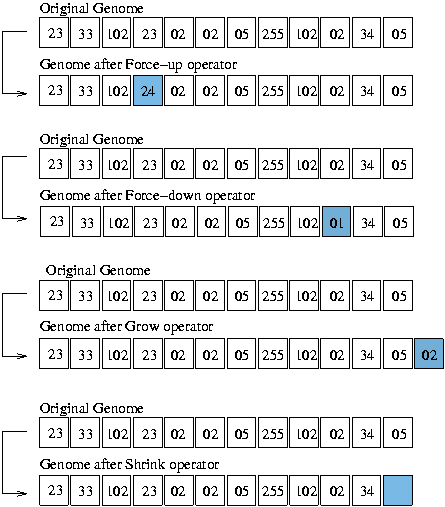 Original Genome
23 33 102 23 02 02 05 255 102 02 34 05
Genome after Force-up operator
23 33 102 24 02 02 05 255 102 02 34 05
Original Genome
23 33 102 23 02 02 05 255 102 02 34 05
Genome after Force-down operator
23 33 102 23 02 02 05 255 102 01 34 05
Original Genome
23 33 102 23 02 02 05 255 102 02 34 05
Genome after Grow operator
23 33 102 23 02 02 05 255 102 02 34 05 02
Original Genome
23 33 102 23 02 02 05 255 102 02 34 05
Genome after Shrink operator
23 33 102 23 02 02 05 255 102 02 34